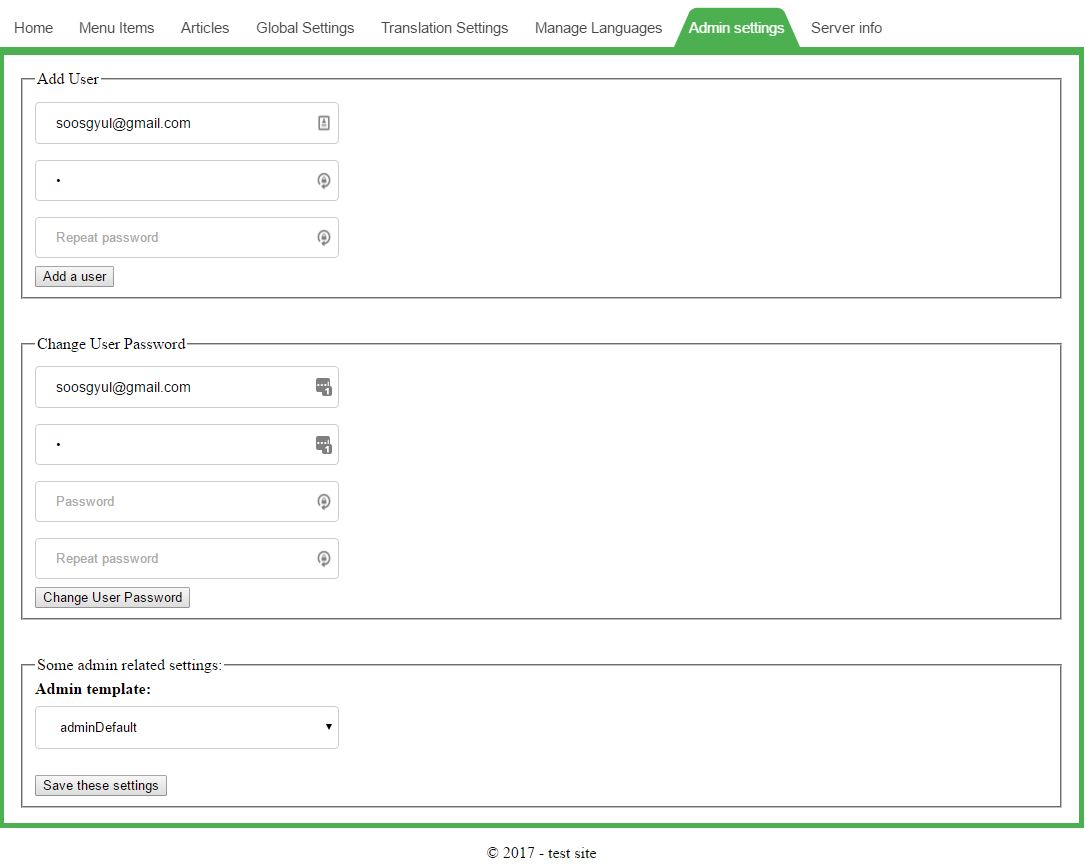 Home Menu Items Articles Global Settings Translation Settings Manage Languages Admin settings Server info
Add User
soosgyul@gmail.com
•
Repeat password
Add a user
Change User Password
soosgyul@gmail.com
•
Password
Repeat password
Change User Password
Some admin related settings:
Admin template:
adminDefault
Save these settings
© 2017 - test site